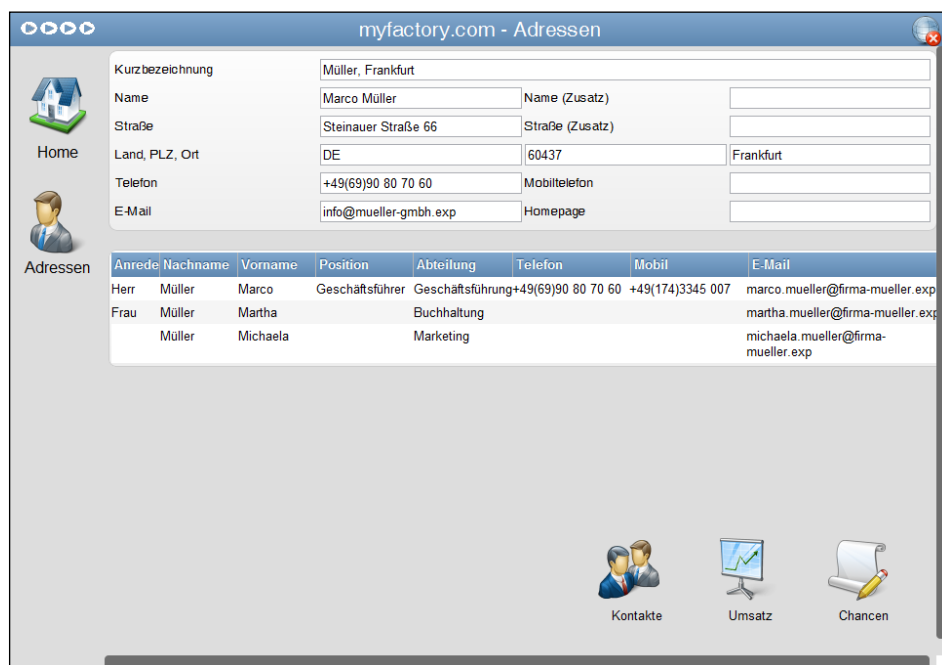 myfactory.com - Adressen
Home
Adressen
Kurzbezeichnung Müller, Frankfurt
Name Marco Müller Name (Zusatz)
Straße Steinauer Straße 66 Straße (Zusatz)
Land, PLZ, Ort DE 60437 Frankfurt
Telefon +49(69)90 80 70 60 Mobiltelefon
E-Mail info@mueller-gmbh.exp Homepage
Anrede Nachname Vorname Position Abteilung Telefon Mobil E-Mail
Herr Müller Marco Geschäftsführer Geschäftsführung +49(69)90 80 70 60 +49(174)3345 007 marco.mueller@firma-mueller.exp
Frau Müller Martha Buchhaltung martha.mueller@firma-mueller.exp
Müller Michaela Marketing michaela.mueller@firma-
mueller.exp
Kontakte Umsatz Chancen